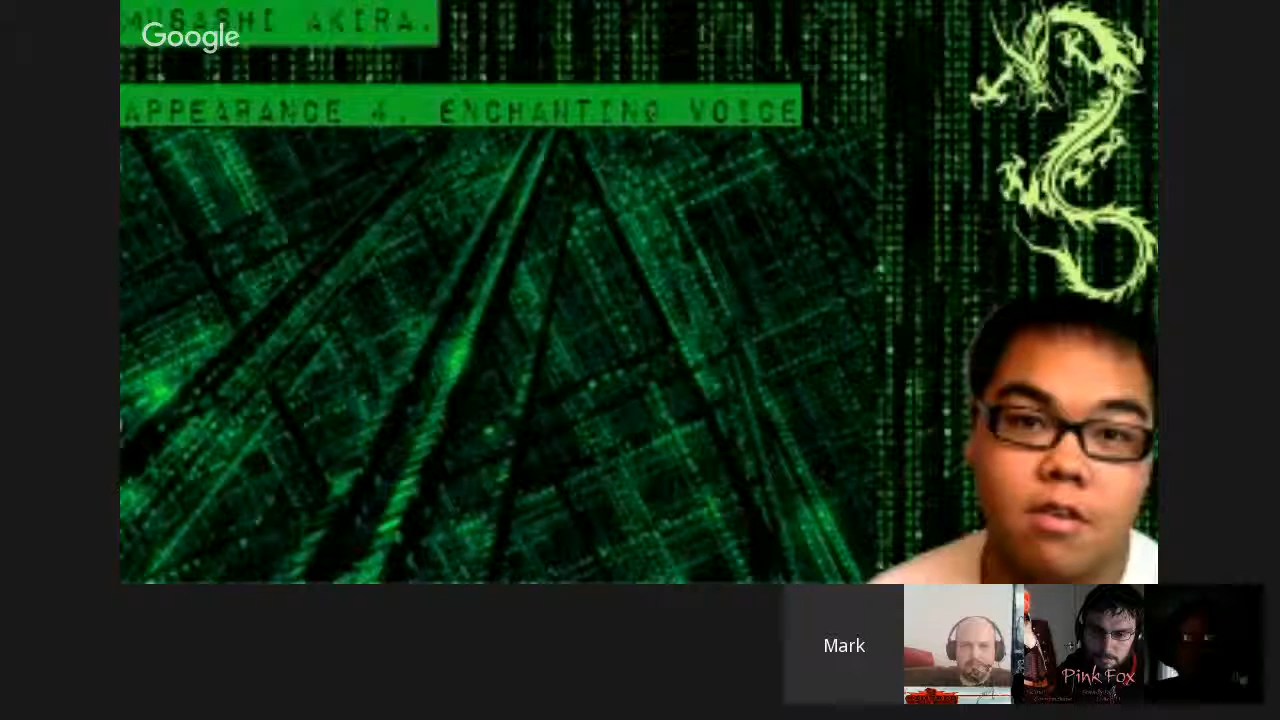 MUSASHI AKIRA.
Google
APPEARANCE 4. ENCHANTING VOICE
Mark
Pink Fox